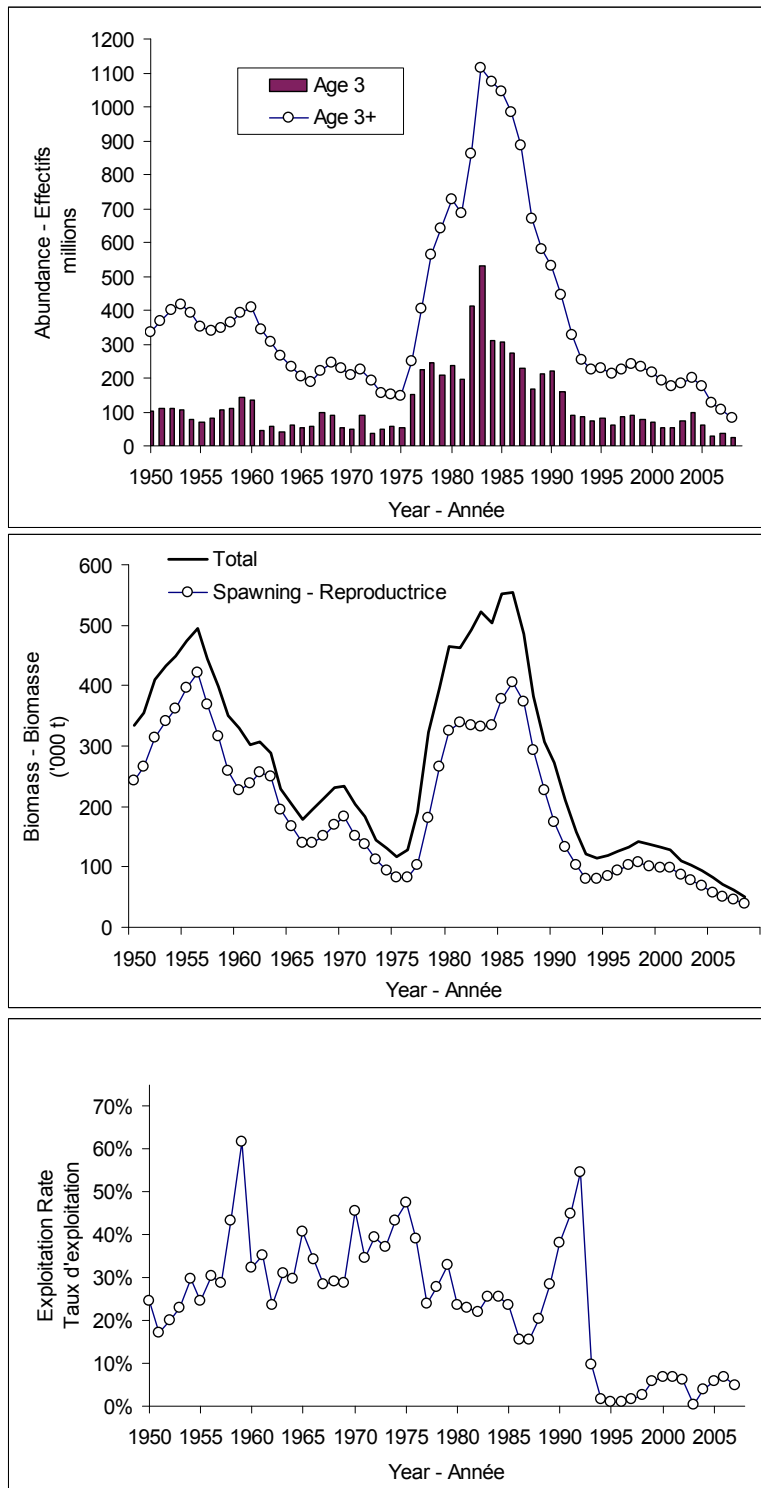 1200
1100
1000
900
800
700
600
500
400
300
200
100
0
Abundance - Effectifs
millions
Age 3
Age 3+
1950 1955 1960 1965 1970 1975 1980 1985 1990 1995 2000 2005
Year - Année
600
500
400
300
200
100
0
Biomass - Biomasse
('000 t)
Total
Spawning - Reproductrice
1950 1955 1960 1965 1970 1975 1980 1985 1990 1995 2000 2005
Year - Année
70%
60%
50%
40%
30%
20%
10%
0%
Exploitation Rate
Taux d'exploitation
1950 1955 1960 1965 1970 1975 1980 1985 1990 1995 2000 2005
Year - Année